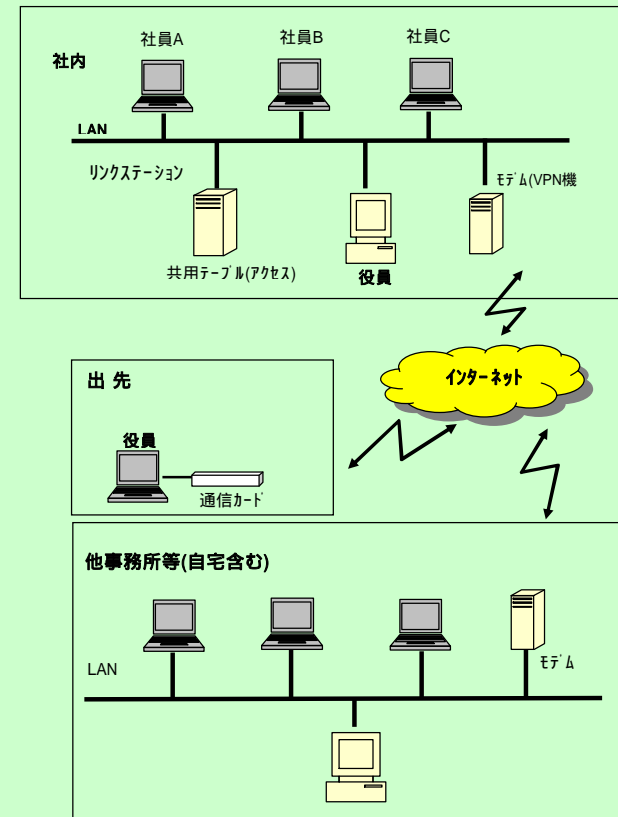 社員A
社員B
社員C
社内
LAN
ﾘﾝｸｽﾃｰｼｮﾝ
ﾓﾃﾞﾑ(VPN機
共用ﾃｰﾌﾞﾙ(ｱｸｾｽ)
役員
出 先
ｲﾝﾀｰﾈｯﾄ
役員
通信ｶｰﾄﾞ
他事務所等(自宅含む)
LAN
ﾓﾃﾞﾑ